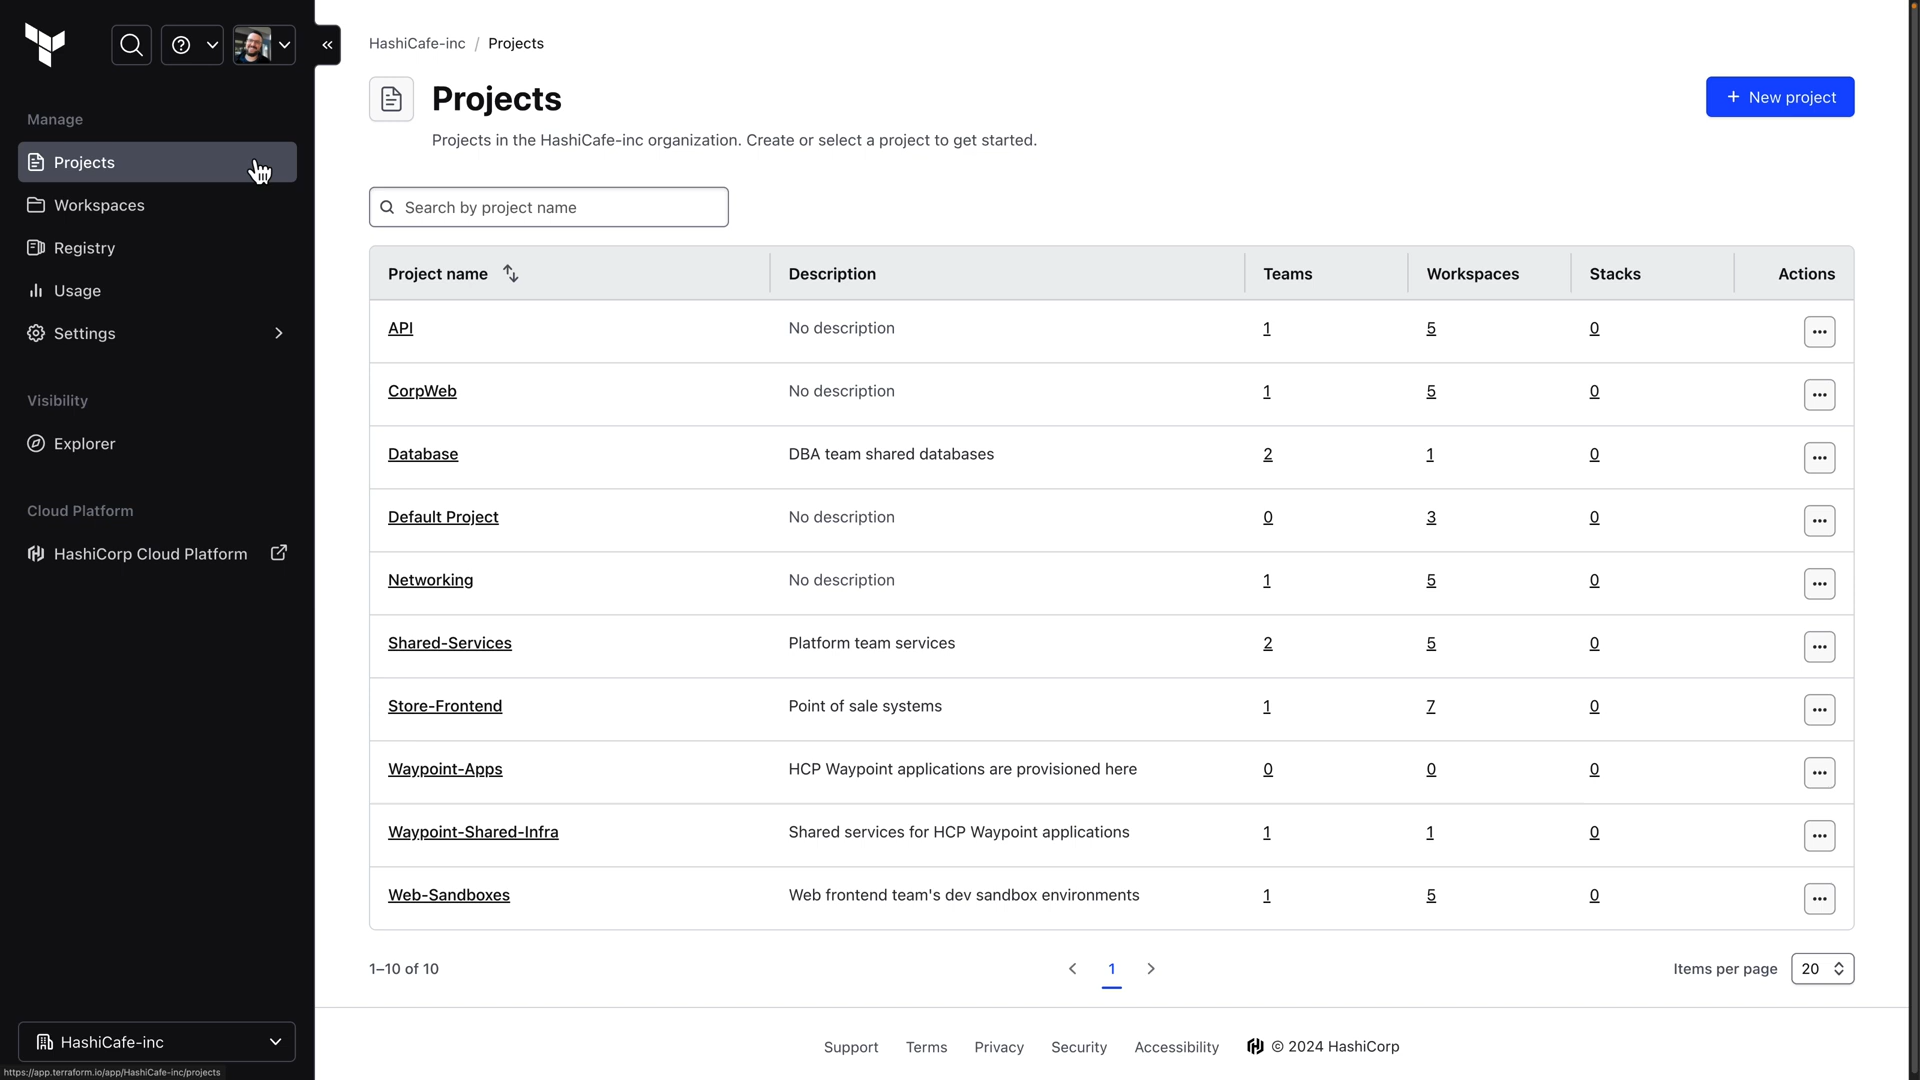 HashiCafe-inc / Projects
Projects
Projects in the HashiCafe-inc organization. Create or select a project to get started.
+ New project
Manage
Projects
Workspaces
Registry
Usage
Settings
Visibility
Explorer
Cloud Platform
HashiCorp Cloud Platform
HashiCafe-inc
https://app.terraform.io/app/HashiCafe-inc/projects
Search by project name
Project name Description Teams Workspaces Stacks Actions
API No description 1 5 0
CorpWeb No description 1 5 0
Database DBA team shared databases 2 1 0
Default Project No description 0 3 0
Networking No description 1 5 0
Shared-Services Platform team services 2 5 0
Store-Frontend Point of sale systems 1 7 0
Waypoint-Apps HCP Waypoint applications are provisioned here 0 0 0
Waypoint-Shared-Infra Shared services for HCP Waypoint applications 1 1 0
Web-Sandboxes Web frontend team's dev sandbox environments 1 5 0
1–10 of 10 1 Items per page 20
Support Terms Privacy Security Accessibility © 2024 HashiCorp